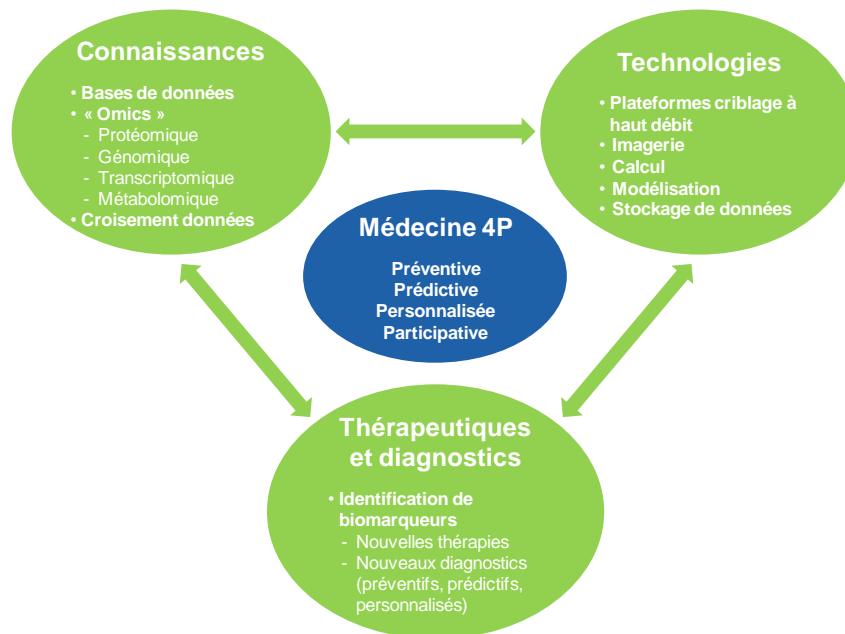 Connaissances
• Bases de données
• « Omics »
- Protéomique
- Génomique
- Transcriptomique
- Métabolomique
• Croisement données
Technologies
• Plateformes criblage à
haut débit
• Imagerie
• Calcul
• Modélisation
• Stockage de données
Médecine 4P
Préventive
Prédictive
Personnalisée
Participative
Thérapeutiques
et diagnostics
• Identification de
biomarqueurs
- Nouvelles thérapies
- Nouveaux diagnostics
(préventifs, prédictifs,
personnalisés)